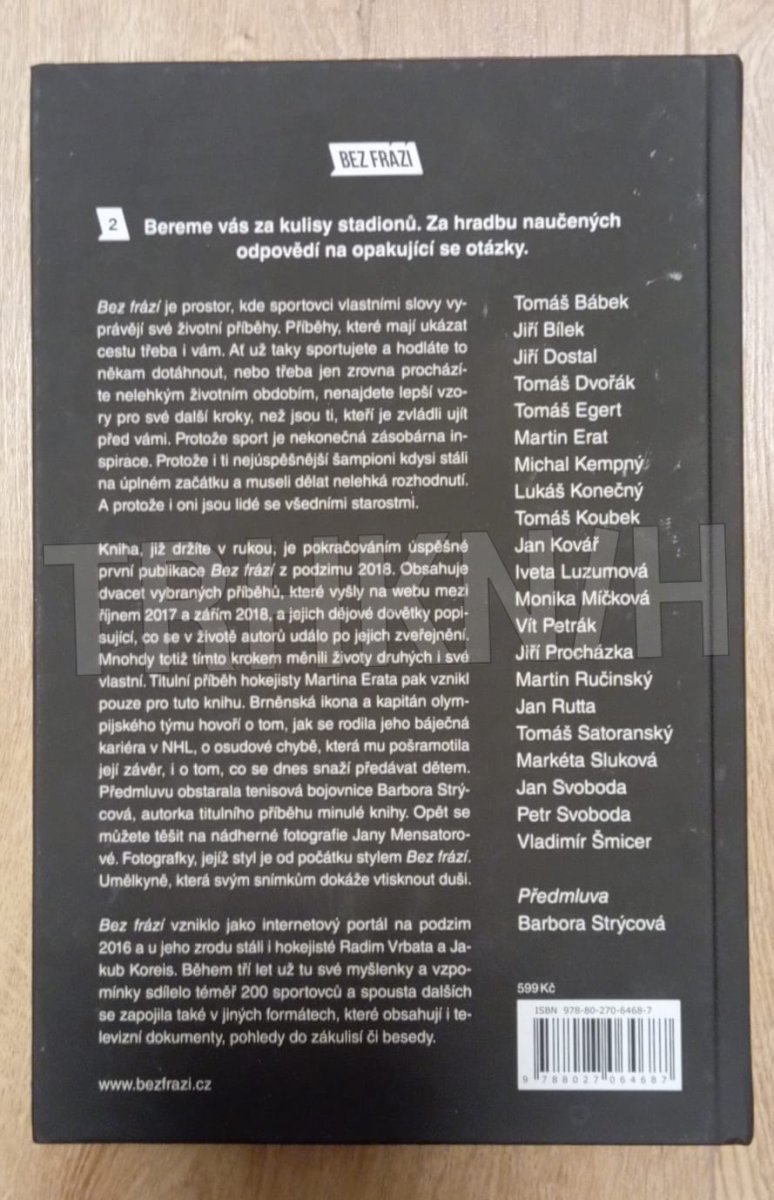 BEZ FRÁZÍ
2
Bereme vás za kulisy stadionů. Za hradbu naučených
odpovědí na opakující se otázky.
Bez frází je prostor, kde sportovci vlastními slovy vy-
právějí své životní příběhy. Příběhy, které mají ukázat
cestu třeba i vám. Ať už taky sportujete a hodláte to
někam dotáhnout, nebo třeba jen zrovna prochází-
te nelehkým životním obdobím, nenajdete lepší vzo-
ry pro své další kroky, než jsou ti, kteří je zvládli ujít
před vámi. Protože sport je nekonečná zásobárna in-
spirace. Protože i ti nejúspěšnější šampioni kdysi stáli
na úplném začátku a museli dělat nelehká rozhodnutí.
A protože i oni jsou lidé se všedními starostmi.
Kniha, již držíte v rukou, je pokračováním úspěšné
první publikace Bez frází z podzimu 2018. Obsahuje
dvacet vybraných příběhů, které vyšly na webu mezi
říjnem 2017 a zářím 2018, a jejich dějové dovětky popi-
sující, co se v životě autorů událo po jejich zveřejnění.
Mnohdy totiž tímto krokem měnili životy druhých i své
vlastní. Titulní příběh hokejisty Martina Erata pak vznikl
pouze pro tuto knihu. Brněnská ikona a kapitán olym-
pijského týmu hovoří o tom, jak se rodila jeho báječná
kariéra v NHL, o osudové chybě, která mu pošramotila
její závěr, i o tom, co se dnes snaží předávat dětem.
Předmluvu obstarala tenisová bojovnice Barbora Strý-
cová, autorka titulního příběhu minulé knihy. Opět se
můžete těšit na nádherné fotografie Jany Mensatoro-
vé. Fotografky, jejíž styl je od počátku stylem Bez frází.
Umělkyně, která svým snímkům dokáže vtisknout duši.
Bez frází vzniklo jako internetový portál na podzim
2016 a u jeho zrodu stáli i hokejisté Radim Vrbata a Ja-
kub Koreis. Během tří let už tu své myšlenky a vzpo-
mínky sdílelo téměř 200 sportovců a spousta dalších
se zapojila také v jiných formátech, které obsahují i te-
levizní dokumenty, pohledy do zákulisí či besedy.
www.bezfrazi.cz
Tomáš Bábek
Jiří Bílek
Jiří Dostal
Tomáš Dvořák
Tomáš Egert
Martin Erat
Michal Kempný
Lukáš Konečný
Tomáš Koubek
Jan Kovář
Iveta Luzumová
Monika Míčková
Vít Petrák
Jiří Procházka
Martin Ručinský
Jan Rutta
Tomáš Satoranský
Markéta Sluková
Jan Svoboda
Petr Svoboda
Vladimír Šmicer
Předmluva
Barbora Strýcová
599 Kč
ISBN 978-80-270-6468-7
9 788027 064687